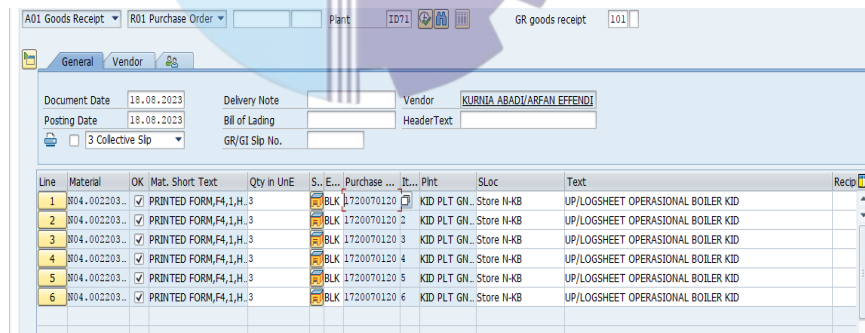 A01 Goods Receipt R01 Purchase Order Plant ID71 GR goods receipt 101
General Vendor
Document Date 18.08.2023 Delivery Note Vendor KURNIA ABADI/ARFAN EFFENDI
Posting Date 18.08.2023 Bill of Lading HeaderText
3 Collective Slip GR/GI Slip No.
Line Material OK Mat. Short Text Qty in UnE S.. E... Purchase ... It... Plnt SLoc Text Recip
1 N04.002203.. PRINTED FORM,F4,1,H.. 3 BLK 1720070120 KID PLT GN.. Store N-KB UP/LOGSHEET OPERASIONAL BOILER KID
2 N04.002203.. PRINTED FORM,F4,1,H.. 3 BLK 1720070120 2 KID PLT GN.. Store N-KB UP/LOGSHEET OPERASIONAL BOILER KID
3 N04.002203.. PRINTED FORM,F4,1,H.. 3 BLK 1720070120 3 KID PLT GN.. Store N-KB UP/LOGSHEET OPERASIONAL BOILER KID
4 N04.002203.. PRINTED FORM,F4,1,H.. 3 BLK 1720070120 4 KID PLT GN.. Store N-KB UP/LOGSHEET OPERASIONAL BOILER KID
5 N04.002203.. PRINTED FORM,F4,1,H.. 3 BLK 1720070120 5 KID PLT GN.. Store N-KB UP/LOGSHEET OPERASIONAL BOILER KID
6 N04.002203.. PRINTED FORM,F4,1,H.. 3 BLK 1720070120 6 KID PLT GN.. Store N-KB UP/LOGSHEET OPERASIONAL BOILER KID